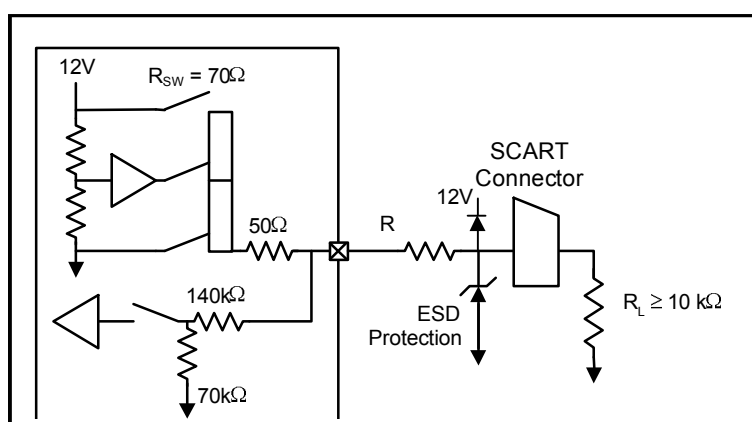 12V
R_SW = 70Ω
SCART
Connector
12V
50Ω
R
140kΩ
ESD
Protection
R_L ≥ 10 kΩ
70kΩ